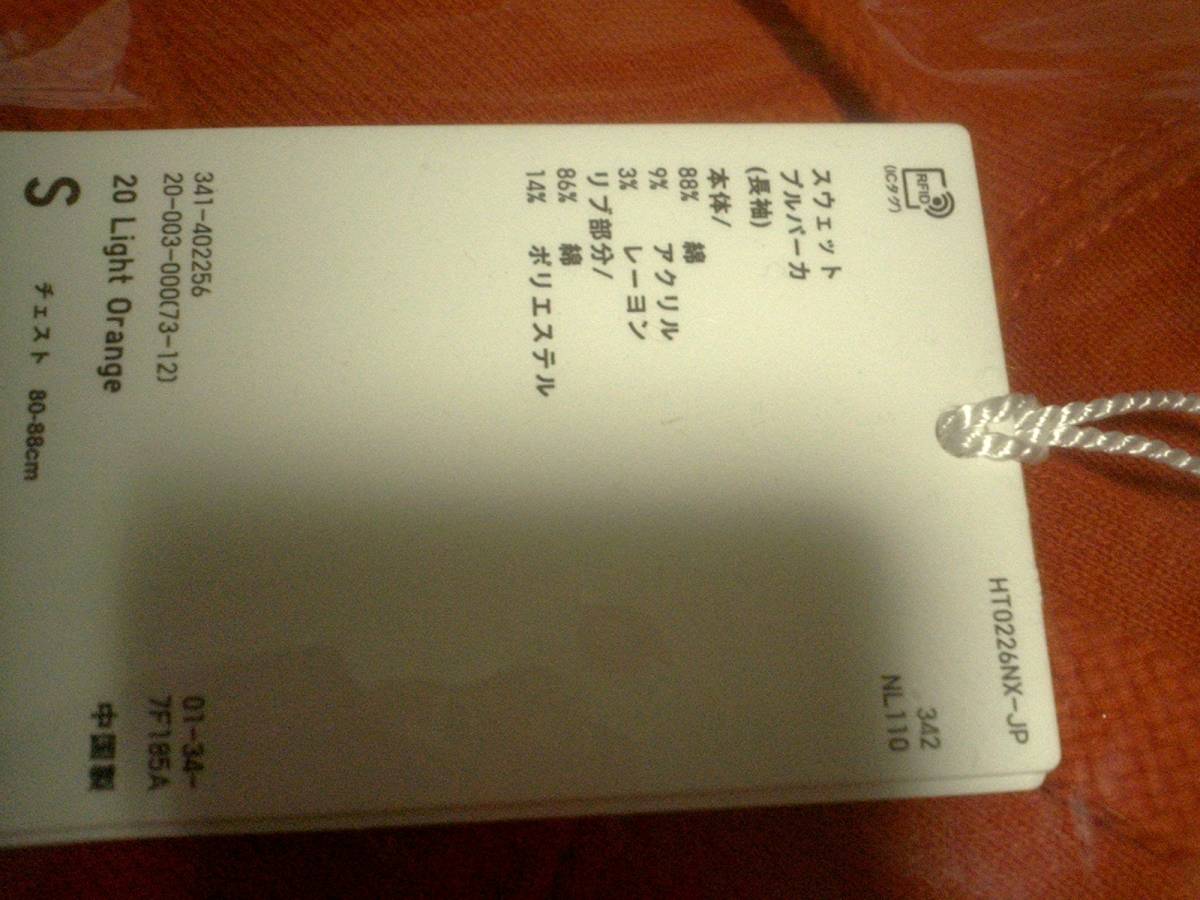 HT0226NX-JP
RFID
(ICタグ)
342
NL110
スウェット
プルパーカ
(長袖)
本体/
88% 綿
9% アクリル
3% レーヨン
リブ部分/
86% 綿
14% ポリエステル
341-402256
01-34-
20-003-000(73-12)
7F185A
20 Light Orange
中国製
S チェスト 80-88cm